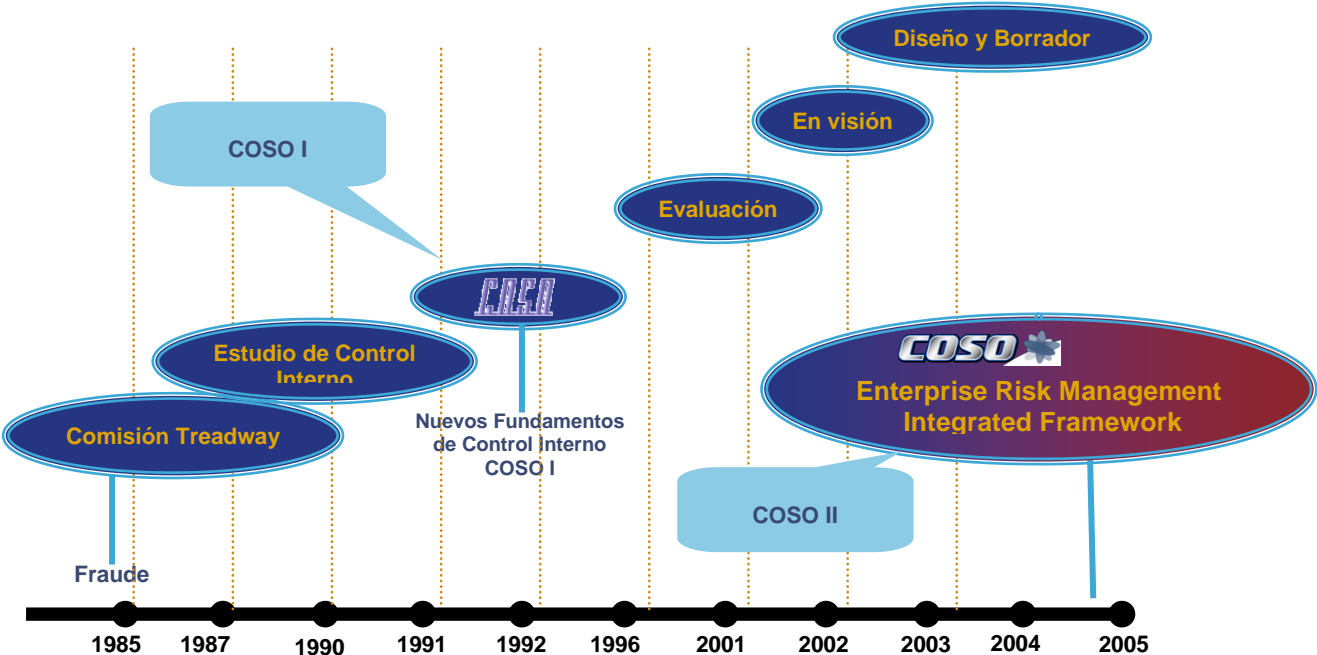 Diseño y Borrador
En visión
COSO I
Evaluación
COSO
Estudio de Control
Interno
COSO
Enterprise Risk Management
Integrated Framework
Comisión Treadway
Nuevos Fundamentos
de Control Interno
COSO I
COSO II
Fraude
1985 1987 1990 1991 1992 1996 2001 2002 2003 2004 2005